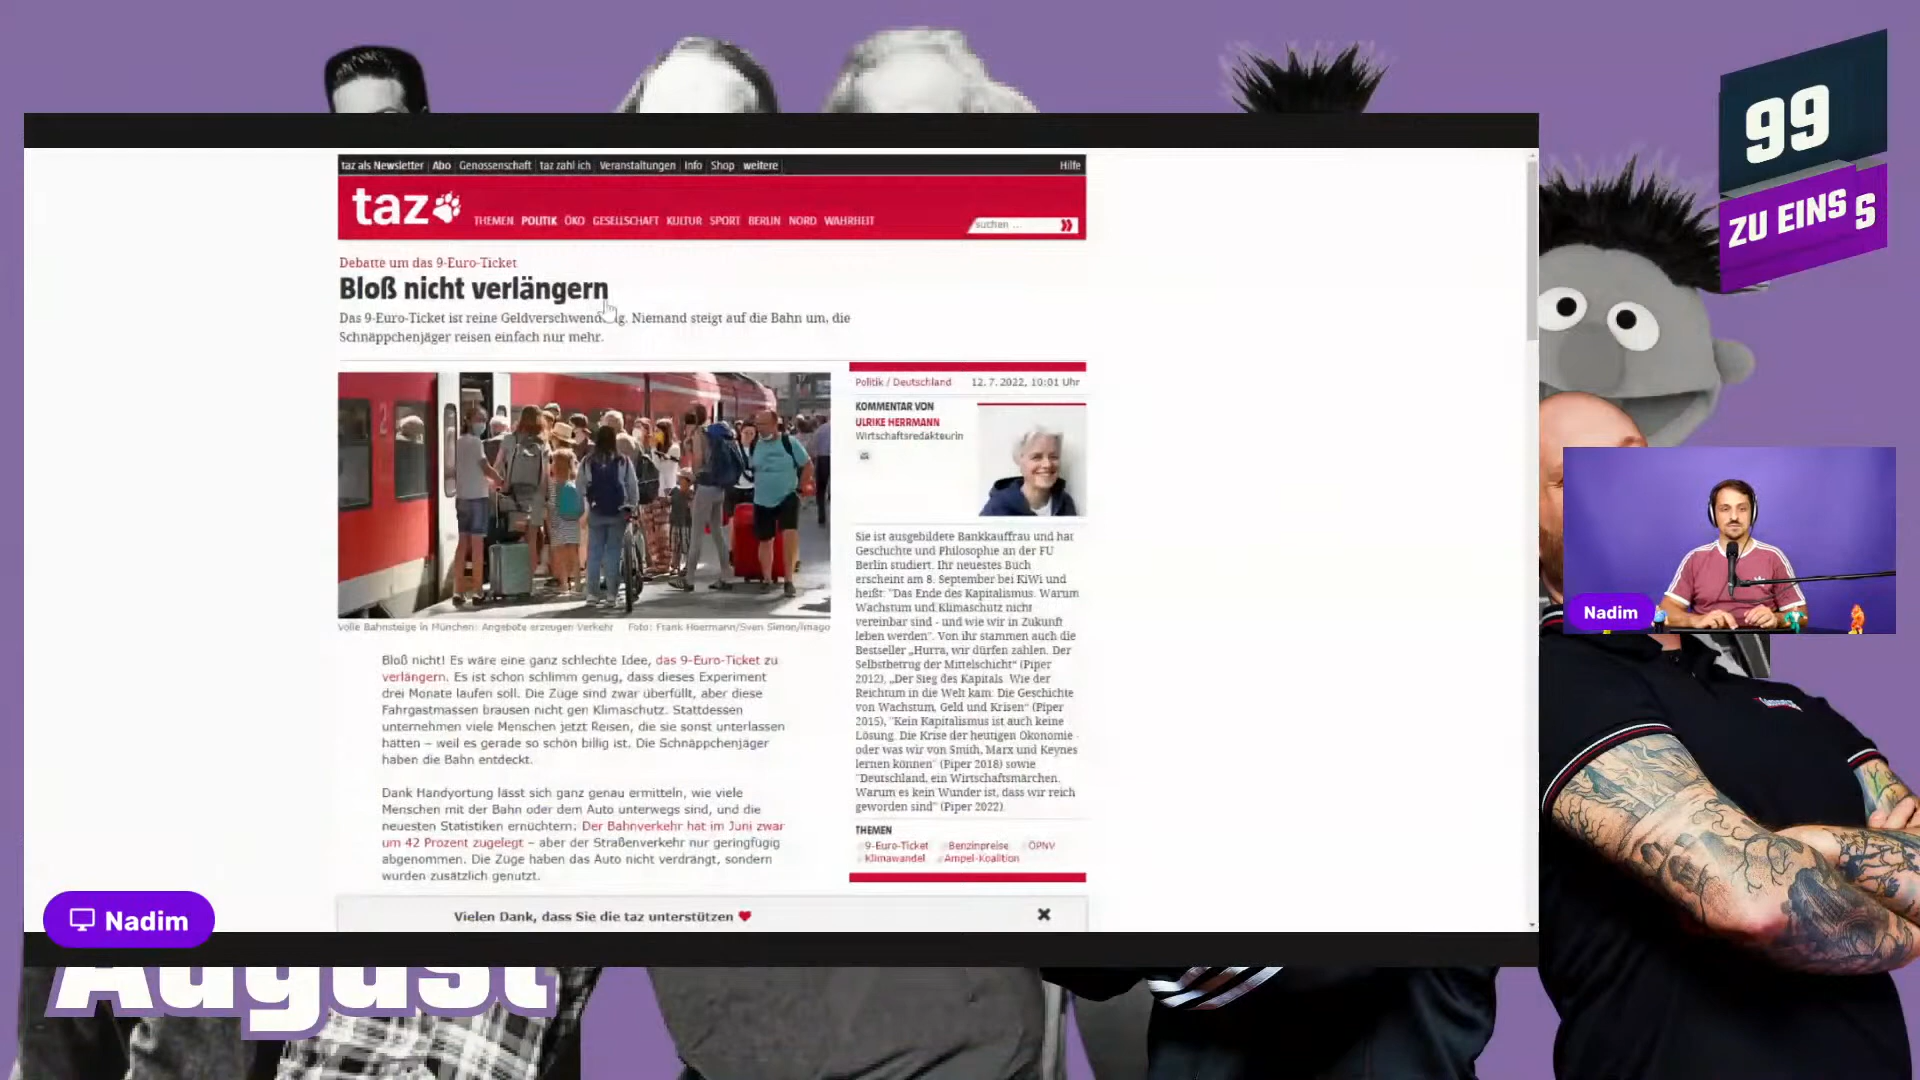 99
ZU EINS
S
taz als Newsletter Abo Genossenschaft taz zahl ich Veranstaltungen Info Shop weitere Hilfe
taz
THEMEN POLITIK ÖKO GESELLSCHAFT KULTUR SPORT BERLIN NORD WAHRHEIT
suchen ...
Debatte um das 9-Euro-Ticket
Bloß nicht verlängern
Das 9-Euro-Ticket ist reine Geldverschwendung. Niemand steigt auf die Bahn um, die
Schnäppchenjäger reisen einfach nur mehr.
2
Volle Bahnsteige in München: Angebote erzeugen Verkehr Foto: Frank Hoermann/Sven Simon/imago
Bloß nicht! Es wäre eine ganz schlechte Idee, das 9-Euro-Ticket zu
verlängern. Es ist schon schlimm genug, dass dieses Experiment
drei Monate laufen soll. Die Züge sind zwar überfüllt, aber diese
Fahrgastmassen brausen nicht gen Klimaschutz. Stattdessen
unternehmen viele Menschen jetzt Reisen, die sie sonst unterlassen
hätten – weil es gerade so schön billig ist. Die Schnäppchenjäger
haben die Bahn entdeckt.
Dank Handyortung lässt sich ganz genau ermitteln, wie viele
Menschen mit der Bahn oder dem Auto unterwegs sind, und die
neuesten Statistiken ernüchtern: Der Bahnverkehr hat im Juni zwar
um 42 Prozent zugelegt – aber der Straßenverkehr nur geringfügig
abgenommen. Die Züge haben das Auto nicht verdrängt, sondern
wurden zusätzlich genutzt.
Politik / Deutschland 12. 7. 2022, 10:01 Uhr
KOMMENTAR VON
ULRIKE HERRMANN
Wirtschaftsredakteurin
Sie ist ausgebildete Bankkauffrau und hat
Geschichte und Philosophie an der FU
Berlin studiert. Ihr neuestes Buch
erscheint am 8. September bei KiWi und
heißt: "Das Ende des Kapitalismus. Warum
Wachstum und Klimaschutz nicht
vereinbar sind - und wie wir in Zukunft
leben werden". Von ihr stammen auch die
Bestseller „Hurra, wir dürfen zahlen. Der
Selbstbetrug der Mittelschicht“ (Piper
2012), „Der Sieg des Kapitals. Wie der
Reichtum in die Welt kam: Die Geschichte
von Wachstum, Geld und Krisen“ (Piper
2015), "Kein Kapitalismus ist auch keine
Lösung. Die Krise der heutigen Ökonomie -
oder was wir von Smith, Marx und Keynes
lernen können" (Piper 2018) sowie
"Deutschland, ein Wirtschaftsmärchen.
Warum es kein Wunder ist, dass wir reich
geworden sind" (Piper 2022).
THEMEN
9-Euro-Ticket Benzinpreise ÖPNV
Klimawandel Ampel-Koalition
Vielen Dank, dass Sie die taz unterstützen
Nadim
Nadim
August